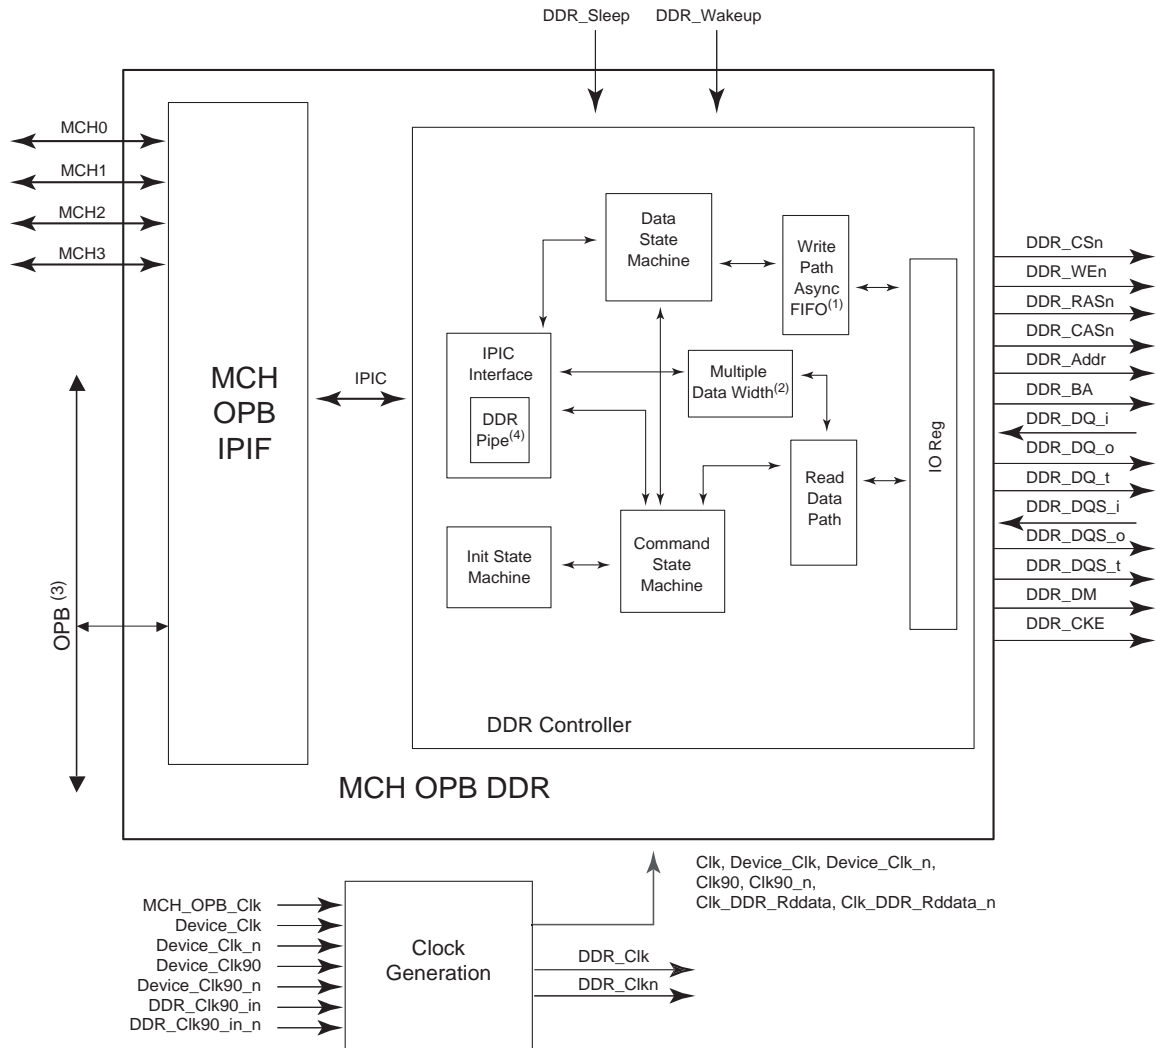 DDR_Sleep
DDR_Wakeup
MCH0
MCH1
MCH2
MCH3
MCH
OPB
IPIF
OPB (3)
IPIC
Data
State
Machine
Write
Path
Async
FIFO(1)
IPIC
Interface
DDR
Pipe(4)
Multiple
Data Width(2)
Read
Data
Path
Init State
Machine
Command
State
Machine
IO Reg
DDR Controller
MCH OPB DDR
DDR_CSn
DDR_WEn
DDR_RASn
DDR_CASn
DDR_Addr
DDR_BA
DDR_DQ_i
DDR_DQ_o
DDR_DQ_t
DDR_DQS_i
DDR_DQS_o
DDR_DQS_t
DDR_DM
DDR_CKE
Clk, Device_Clk, Device_Clk_n,
Clk90, Clk90_n,
Clk_DDR_Rddata, Clk_DDR_Rddata_n
MCH_OPB_Clk
Device_Clk
Device_Clk_n
Device_Clk90
Device_Clk90_n
DDR_Clk90_in
DDR_Clk90_in_n
Clock
Generation
DDR_Clk
DDR_Clkn